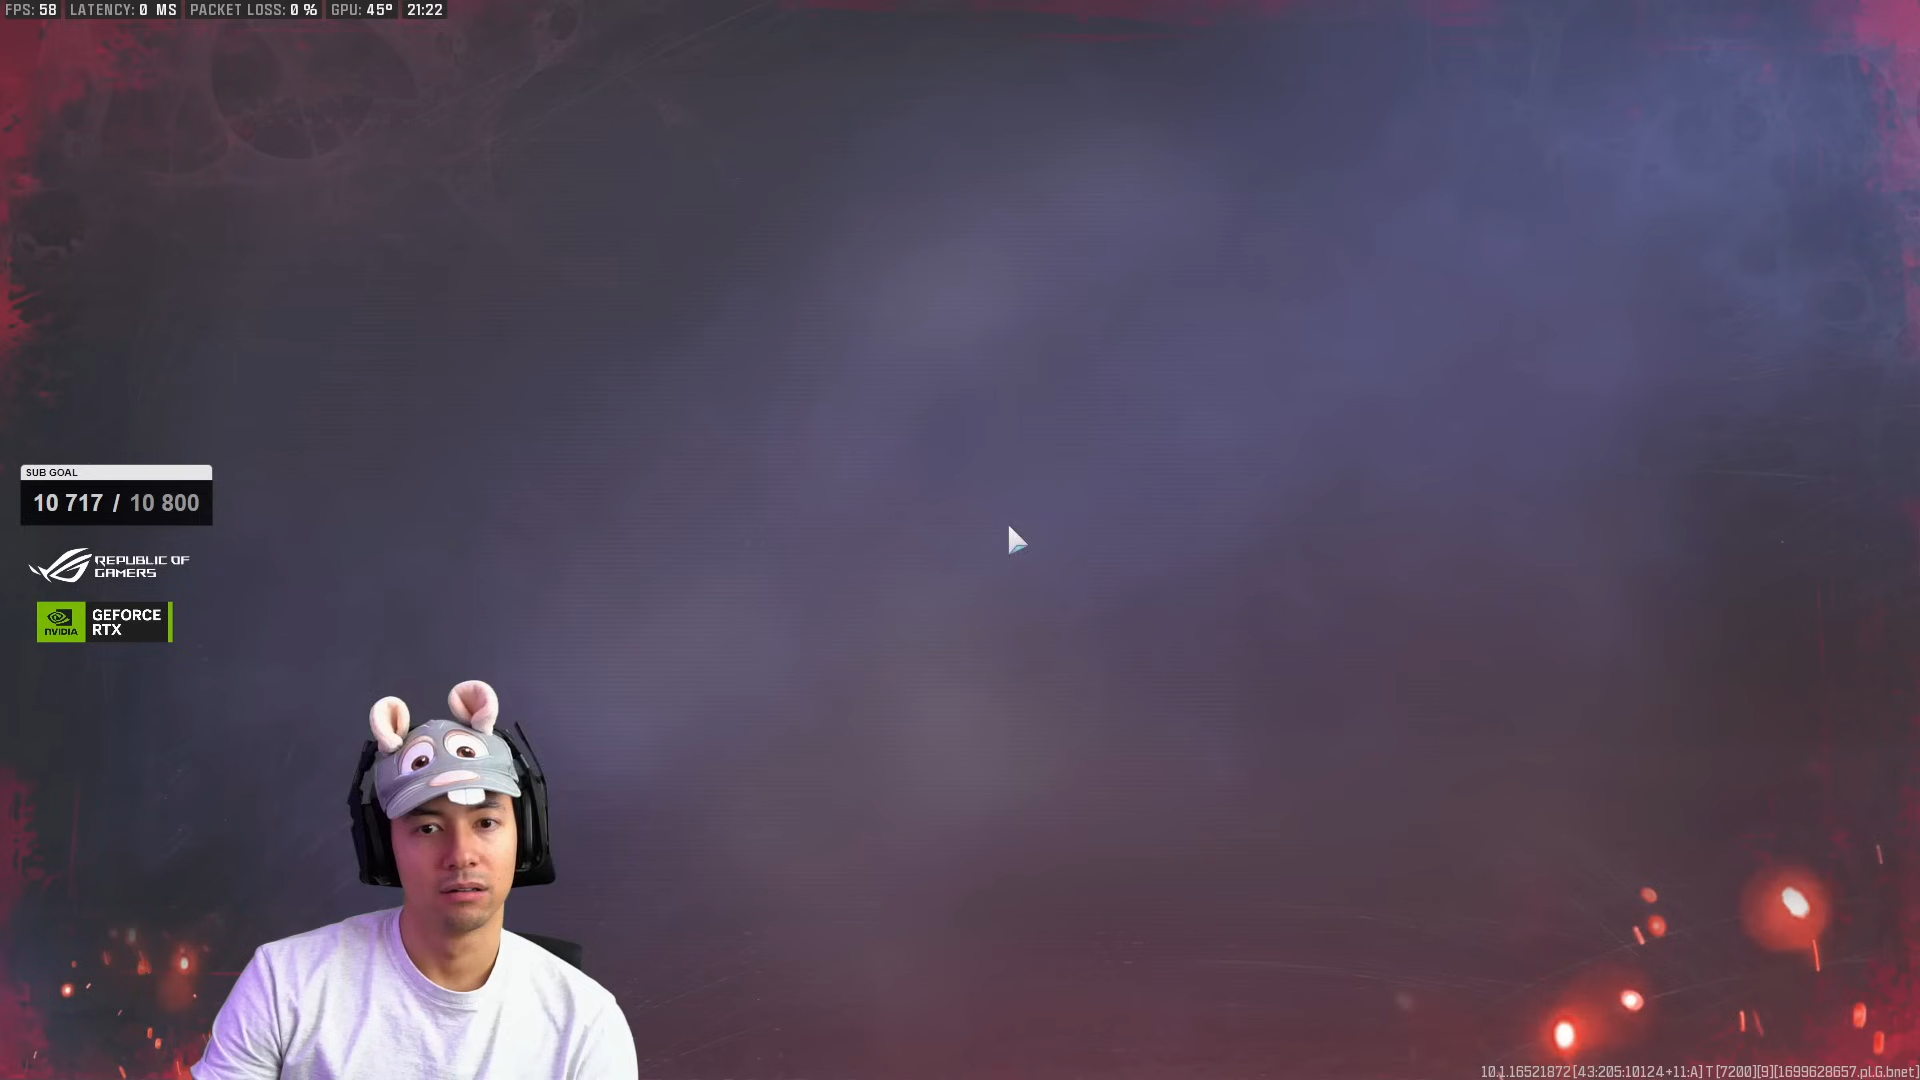 FPS: 58 LATENCY: 0 MS PACKET LOSS: 0 % GPU: 45° 21:22
SUB GOAL
10 717 / 10 800
REPUBLIC OF
GAMERS
NVIDIA
GEFORCE
RTX
10.1.16521872 [43:205:10124+11:A] T [7200][9][1699628657.pl.G.bnet]